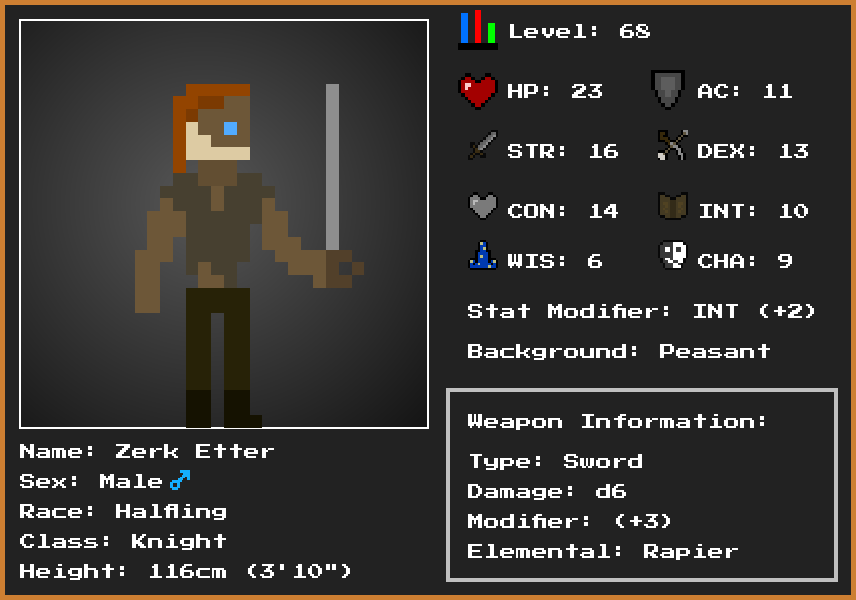 Level: 68
HP: 23
AC: 11
STR: 16
DEX: 13
CON: 14
INT: 10
WIS: 6
CHA: 9
Stat Modifier: INT (+2)
Background: Peasant
Name: Zerk Etter
Sex: Male
Race: Halfling
Class: Knight
Height: 116cm (3'10")
Weapon Information:
Type: Sword
Damage: d6
Modifier: (+3)
Elemental: Rapier